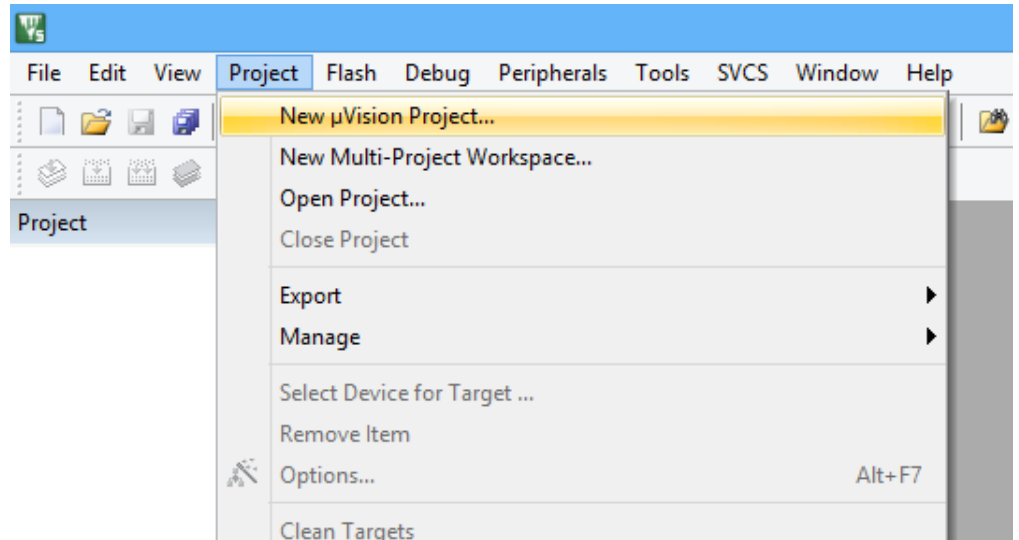 File Edit View Project Flash Debug Peripherals Tools SVCS Window Help
New µVision Project...
New Multi-Project Workspace...
Open Project...
Project
Close Project
Export
Manage
Select Device for Target ...
Remove Item
Options... Alt+F7
Clean Targets